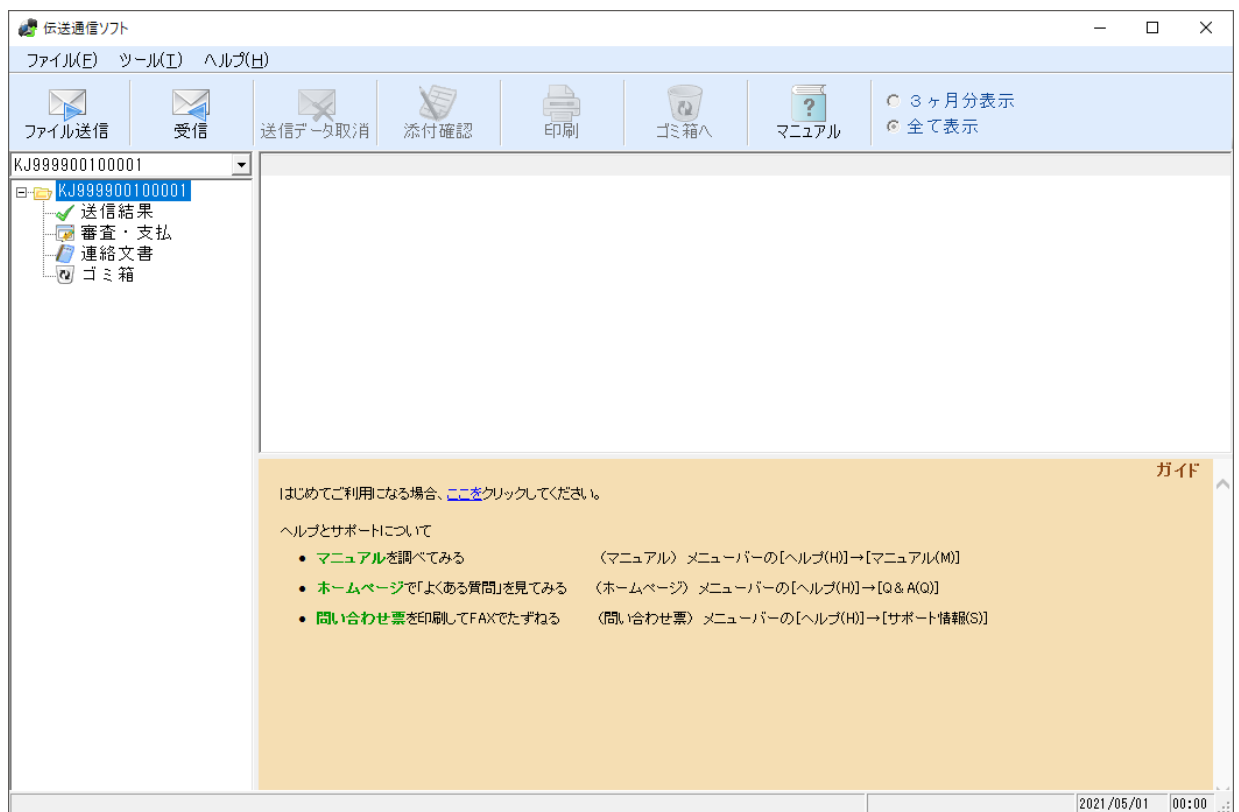 伝送通信ソフト
ファイル(F) ツール(T) ヘルプ(H)
ファイル送信 受信 送信データ取消 添付確認 印刷 ゴミ箱へ マニュアル
３ヶ月分表示
全て表示
KJ999900100001
KJ999900100001
送信結果
審査・支払
連絡文書
ゴミ箱
ガイド
はじめてご利用になる場合、ここをクリックしてください。
ヘルプとサポートについて
● マニュアルを調べてみる （マニュアル） メニューバーの[ヘルプ(H)]→[マニュアル(M)]
● ホームページで「よくある質問」を見てみる （ホームページ） メニューバーの[ヘルプ(H)]→[Q＆A(Q)]
● 問い合わせ票を印刷してFAXでたずねる （問い合わせ票） メニューバーの[ヘルプ(H)]→[サポート情報(S)]
2021/05/01 00:00